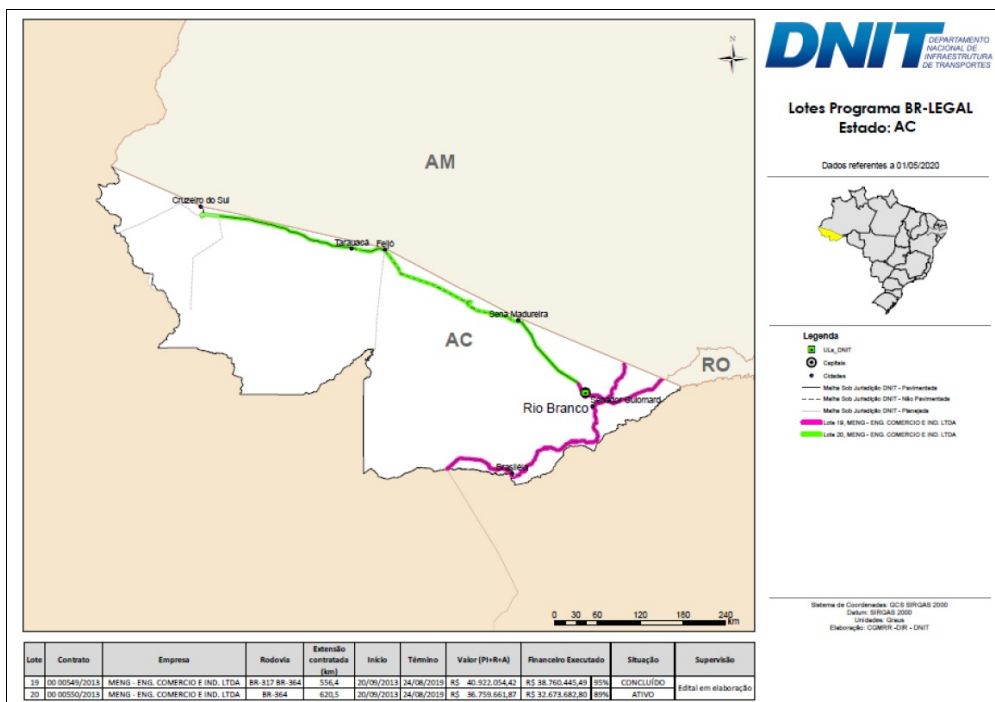 DNIT
DEPARTAMENTO
NACIONAL DE
INFRAESTRUTURA
DE TRANSPORTES
Lotes Programa BR-LEGAL
Estado: AC
Dados referentes a 01/05/2020
N
AM
Cruzeiro do Sul
Tarauacá
Feijó
Sena Madureira
AC
RO
Rio Branco
Senador Guiomard
Brasiléia
0 30 60 120 180 240
km
Legenda
ULs_DNIT
Capitais
Cidades
Malha Sob Jurisdição DNIT - Pavimentada
Malha Sob Jurisdição DNIT - Não Pavimentada
Malha Sob Jurisdição DNIT - Planejada
Lote 19, MENG - ENG. COMERCIO E IND. LTDA
Lote 20, MENG - ENG. COMERCIO E IND. LTDA
Sistema de Coordenadas: GCS SIRGAS 2000
Datum: SIRGAS 2000
Unidades: Graus
Elaboração: CGMRR -DIR - DNIT
Lote Contrato Empresa Rodovia Extensão contratada (km) Início Término Valor (PI+R+A) Financeiro Executado Situação Supervisão
19 00 00549/2013 MENG - ENG. COMERCIO E IND. LTDA BR-317 BR-364 556,4 20/09/2013 24/08/2019 R$ 40.922.054,42 R$ 38.760.445,49 95% CONCLUÍDO Edital em elaboração
20 00 00550/2013 MENG - ENG. COMERCIO E IND. LTDA BR-364 620,5 20/09/2013 24/08/2019 R$ 36.759.661,87 R$ 32.673.682,80 89% ATIVO